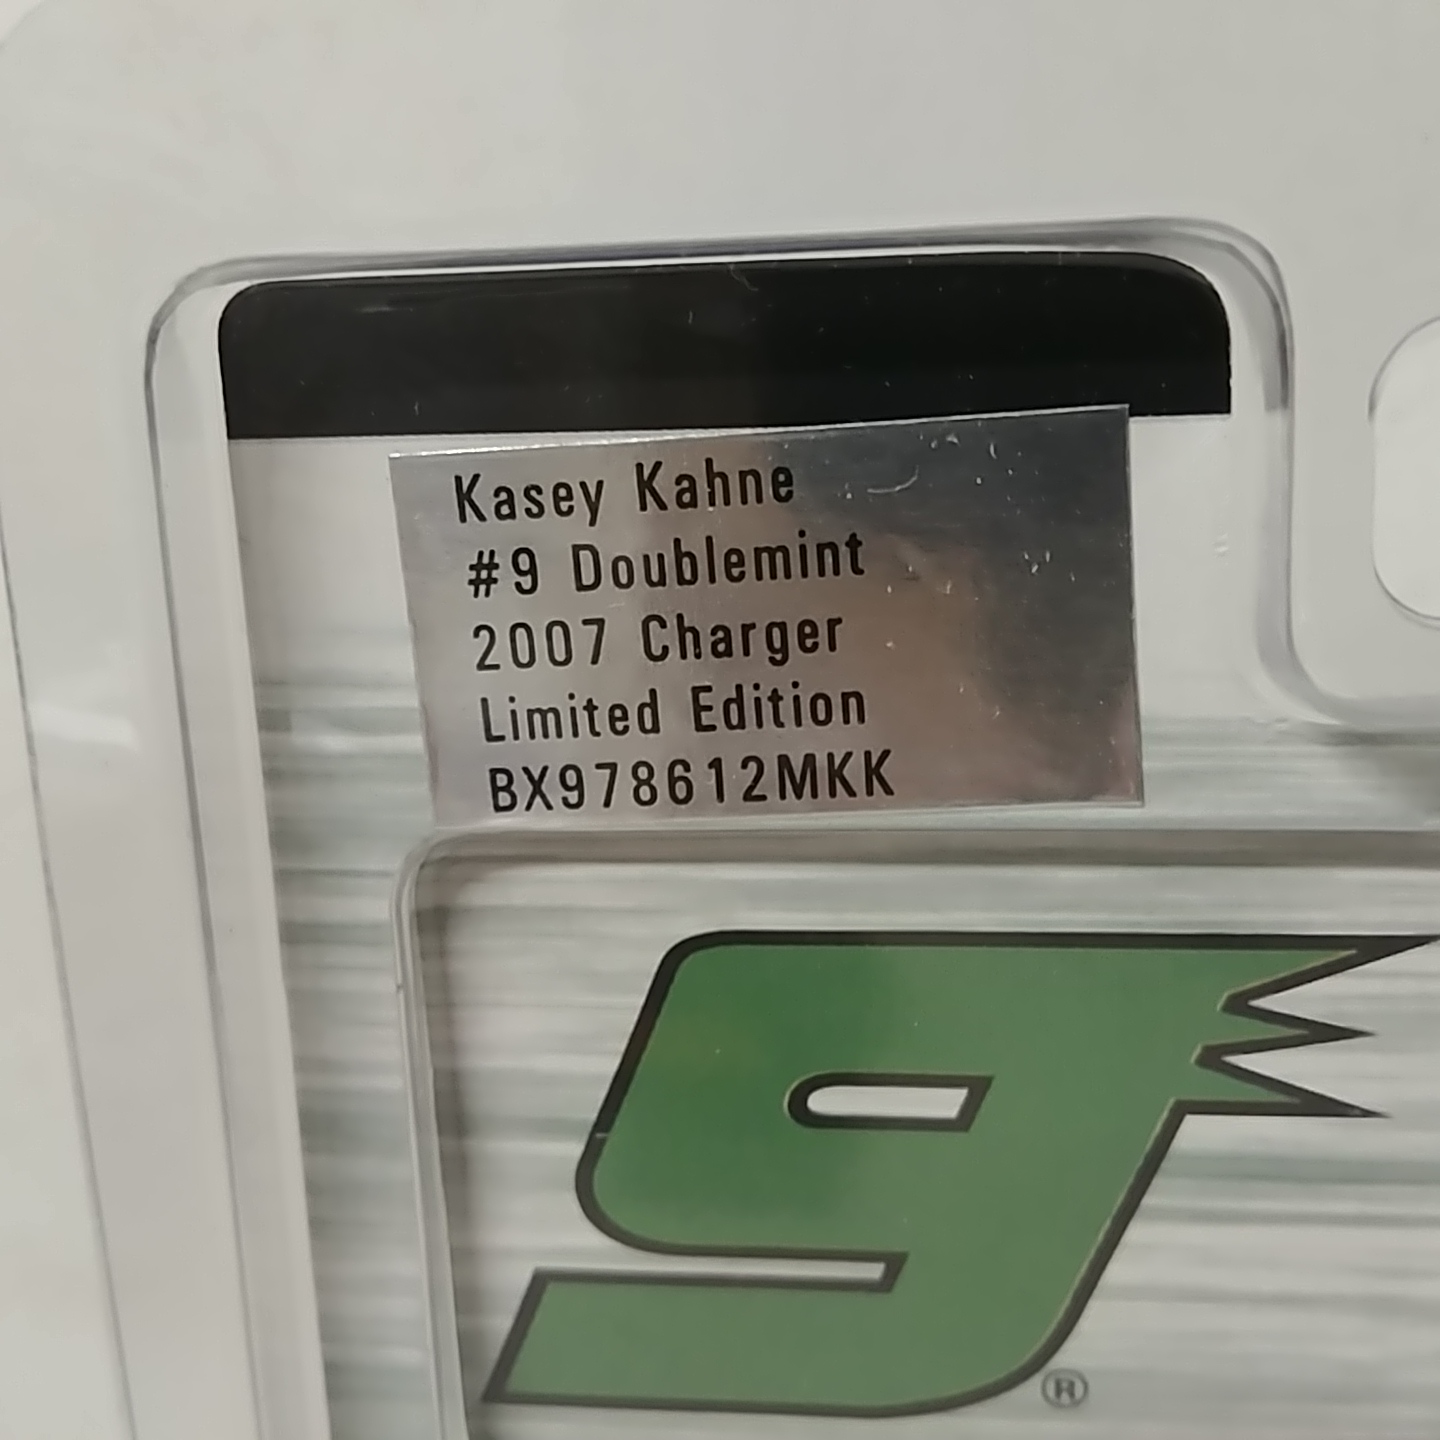 Kasey Kahne
#9 Doublemint
2007 Charger
Limited Edition
BX978612MKK
9
®